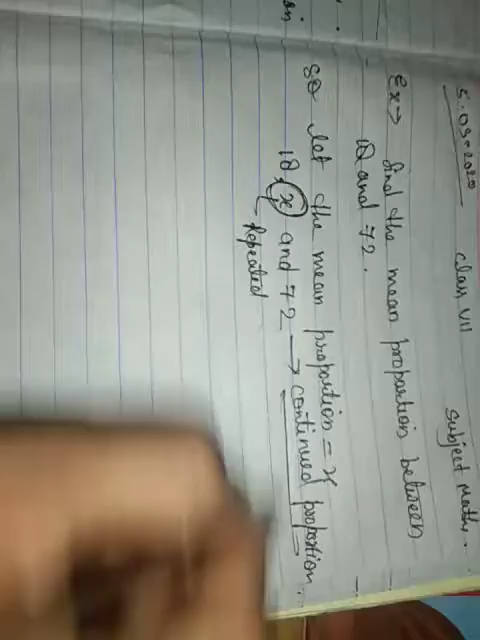 5.03.2020 Class VII Subject Maths.
Ex→ find the mean proportion between
18 and 72.
so let the mean proportion = x
18, x and 72 → continued proportion.
Repeated